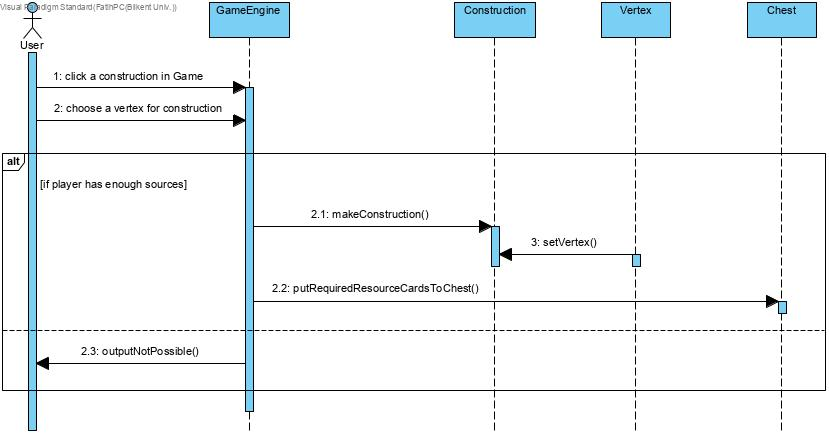 Visual Paradigm Standard(FatihPC(Bilkent Univ.))
User
GameEngine
Construction
Vertex
Chest
1: click a construction in Game
2: choose a vertex for construction
alt
[if player has enough sources]
2.1: makeConstruction()
3: setVertex()
2.2: putRequiredResourceCardsToChest()
2.3: outputNotPossible()